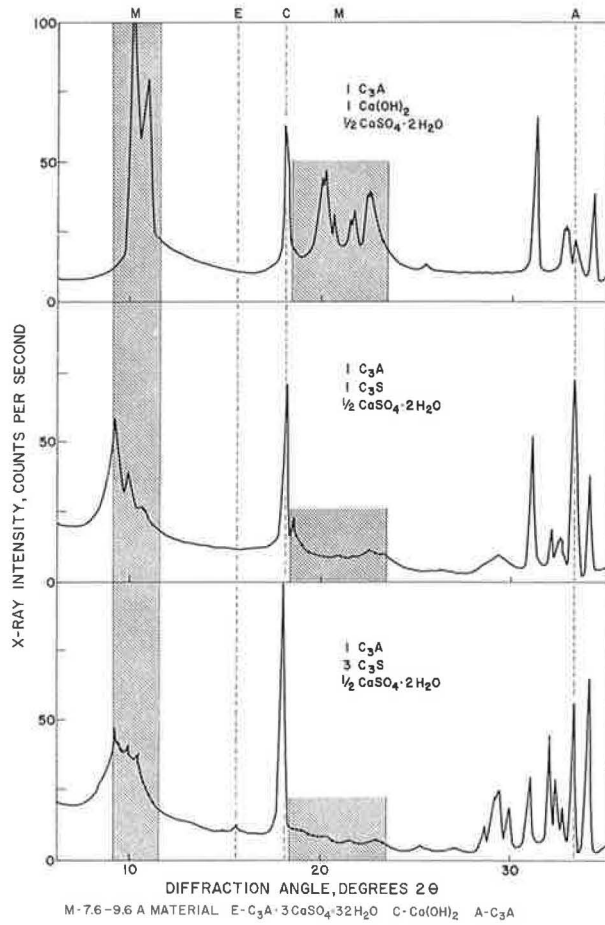 M E C M A
100
1 C₃A
1 Ca(OH)₂
½ CaSO₄·2H₂O
50
0
1 C₃A
1 C₃S
½ CaSO₄·2H₂O
50
0
1 C₃A
3 C₃S
½ CaSO₄·2H₂O
50
0
X-RAY INTENSITY, COUNTS PER SECOND
10 20 30
DIFFRACTION ANGLE, DEGREES 2θ
M-7.6-9.6 A MATERIAL E-C₃A·3CaSO₄·32H₂O C-Ca(OH)₂ A-C₃A